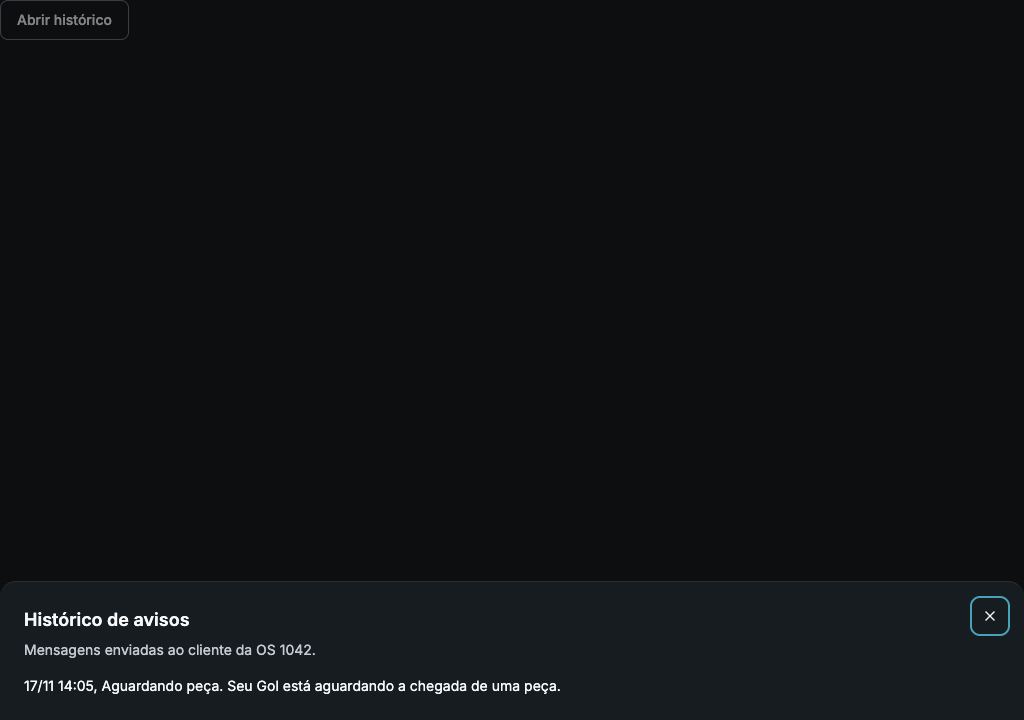 Abrir histórico
Histórico de avisos
Mensagens enviadas ao cliente da OS 1042.
17/11 14:05, Aguardando peça. Seu Gol está aguardando a chegada de uma peça.